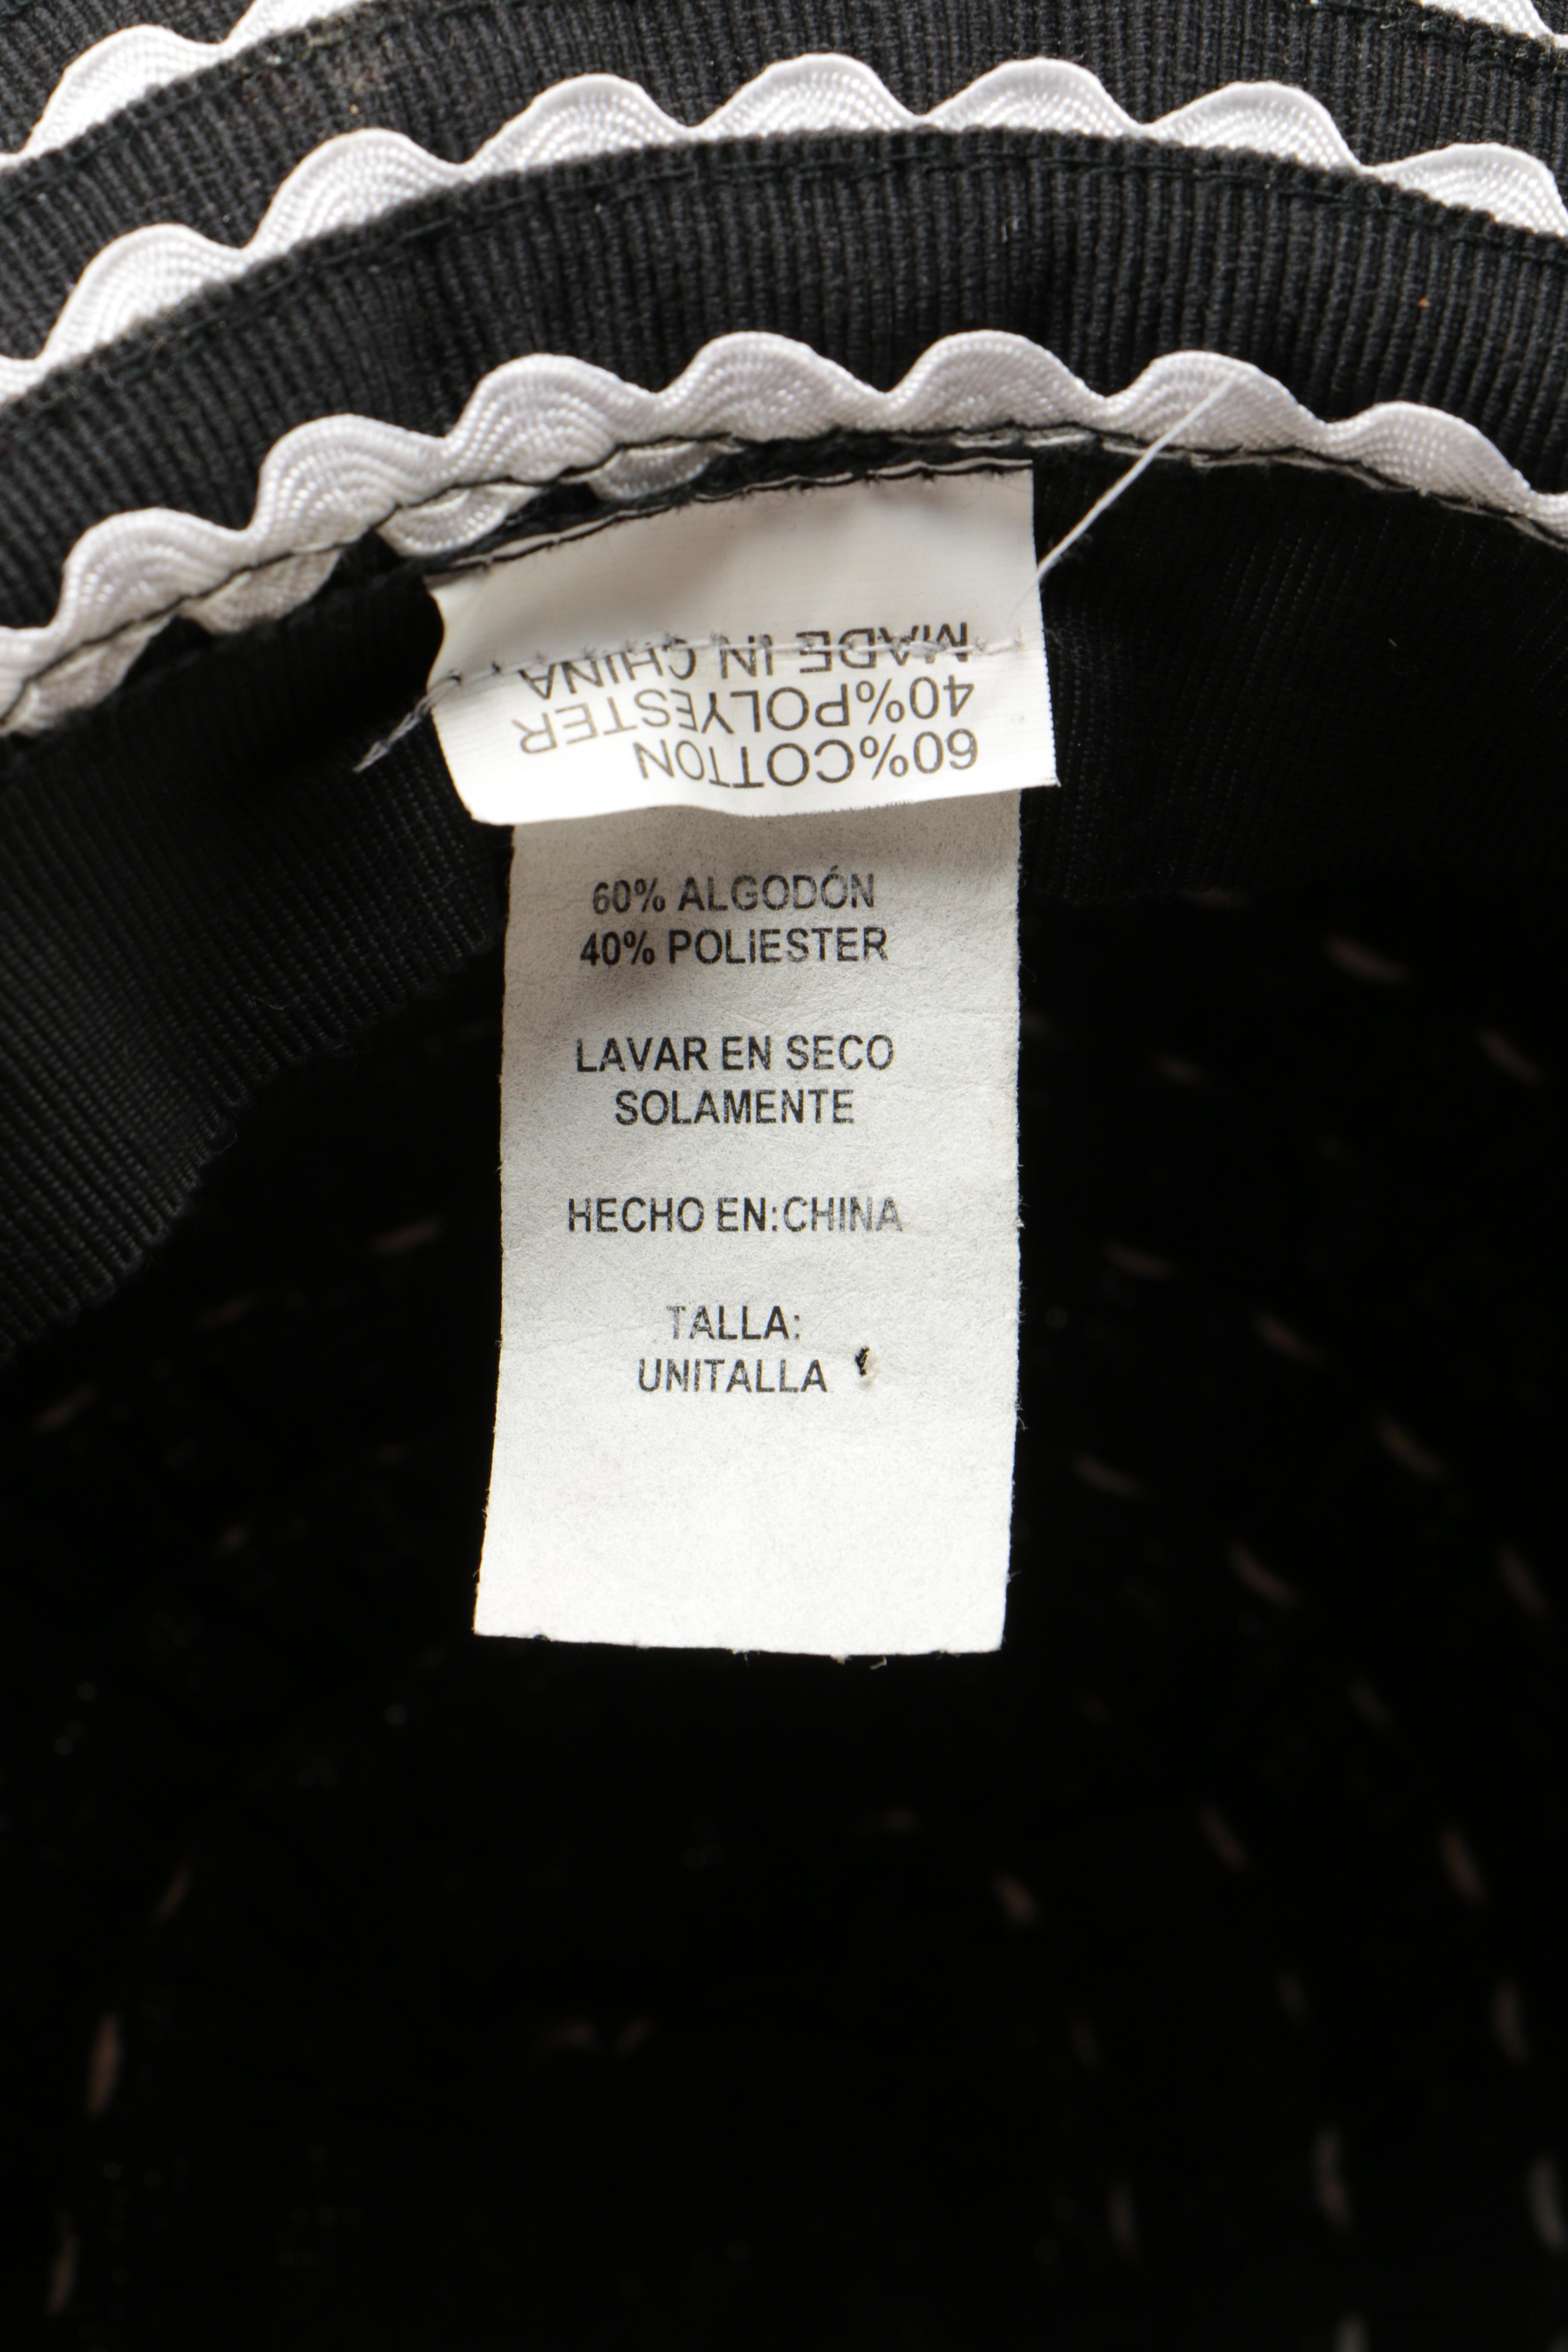 60%COTTON
40%POLYESTER
MADE IN CHINA
60% ALGODÓN
40% POLIESTER
LAVAR EN SECO
SOLAMENTE
HECHO EN:CHINA
TALLA:
UNITALLA